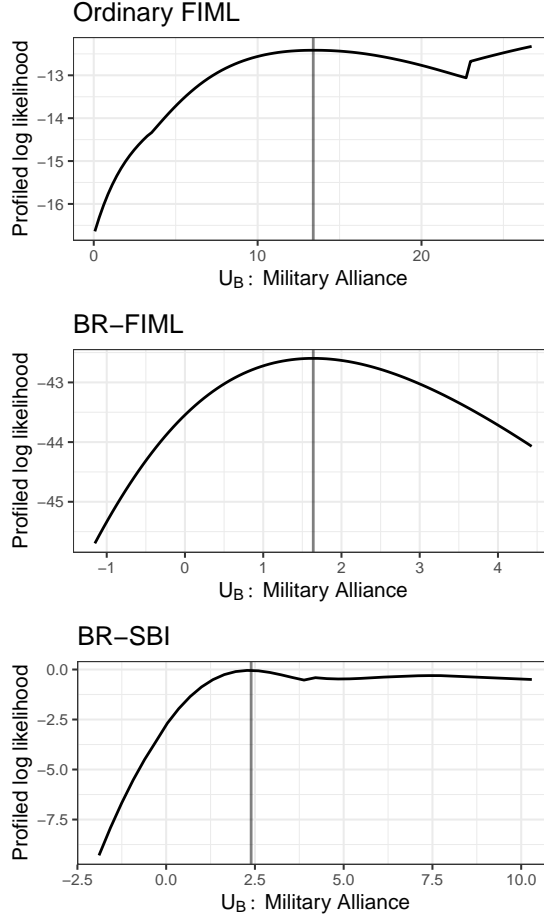 Ordinary FIML
Profiled log likelihood
−13
−14
−15
−16
0 10 20
U_B : Military Alliance
BR−FIML
Profiled log likelihood
−43
−44
−45
−1 0 1 2 3 4
U_B : Military Alliance
BR−SBI
Profiled log likelihood
0.0
−2.5
−5.0
−7.5
−2.5 0.0 2.5 5.0 7.5 10.0
U_B : Military Alliance